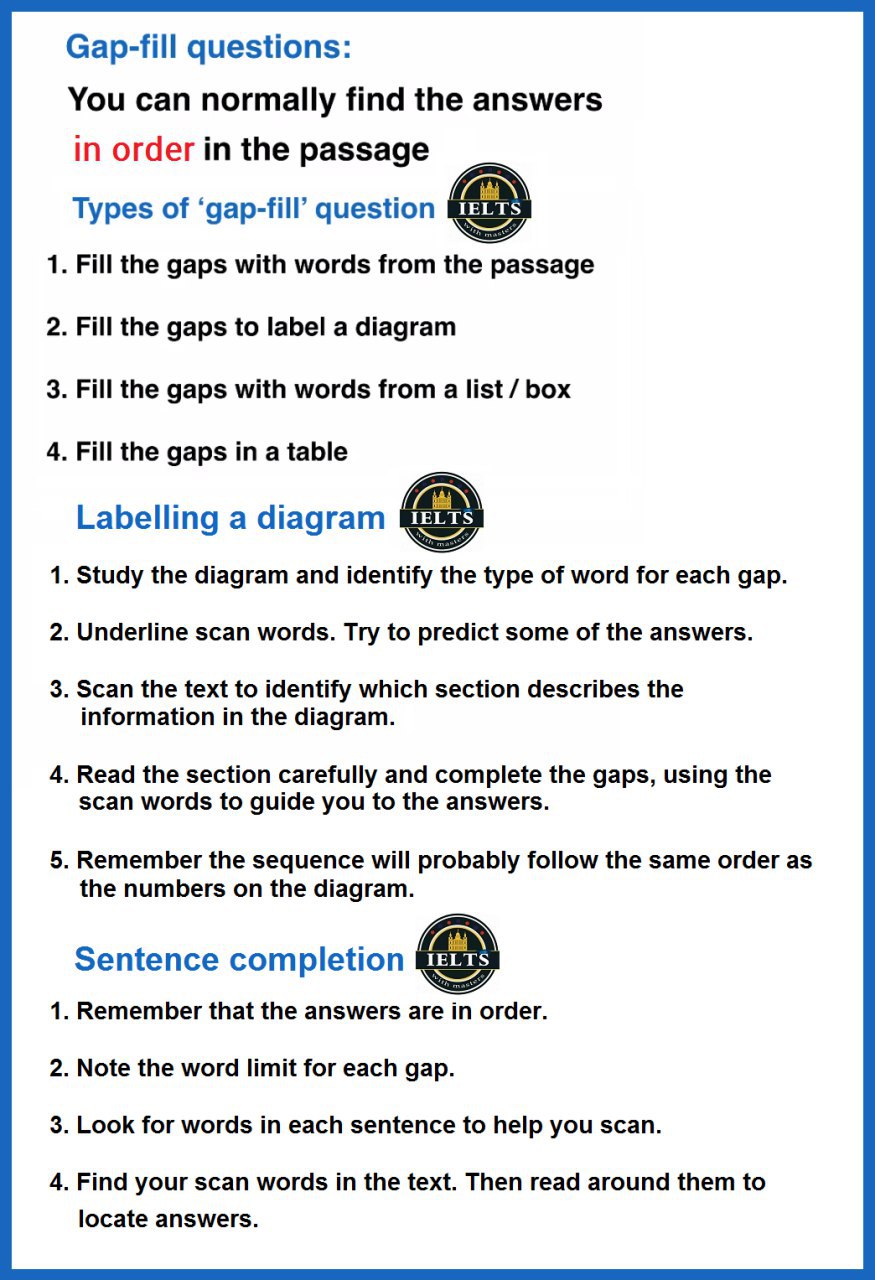 Gap-fill questions:
You can normally find the answers
in order in the passage
Types of ‘gap-fill’ question
IELTS
with masters
1. Fill the gaps with words from the passage
2. Fill the gaps to label a diagram
3. Fill the gaps with words from a list / box
4. Fill the gaps in a table
Labelling a diagram
IELTS
with masters
1. Study the diagram and identify the type of word for each gap.
2. Underline scan words. Try to predict some of the answers.
3. Scan the text to identify which section describes the
information in the diagram.
4. Read the section carefully and complete the gaps, using the
scan words to guide you to the answers.
5. Remember the sequence will probably follow the same order as
the numbers on the diagram.
Sentence completion
IELTS
with masters
1. Remember that the answers are in order.
2. Note the word limit for each gap.
3. Look for words in each sentence to help you scan.
4. Find your scan words in the text. Then read around them to
locate answers.